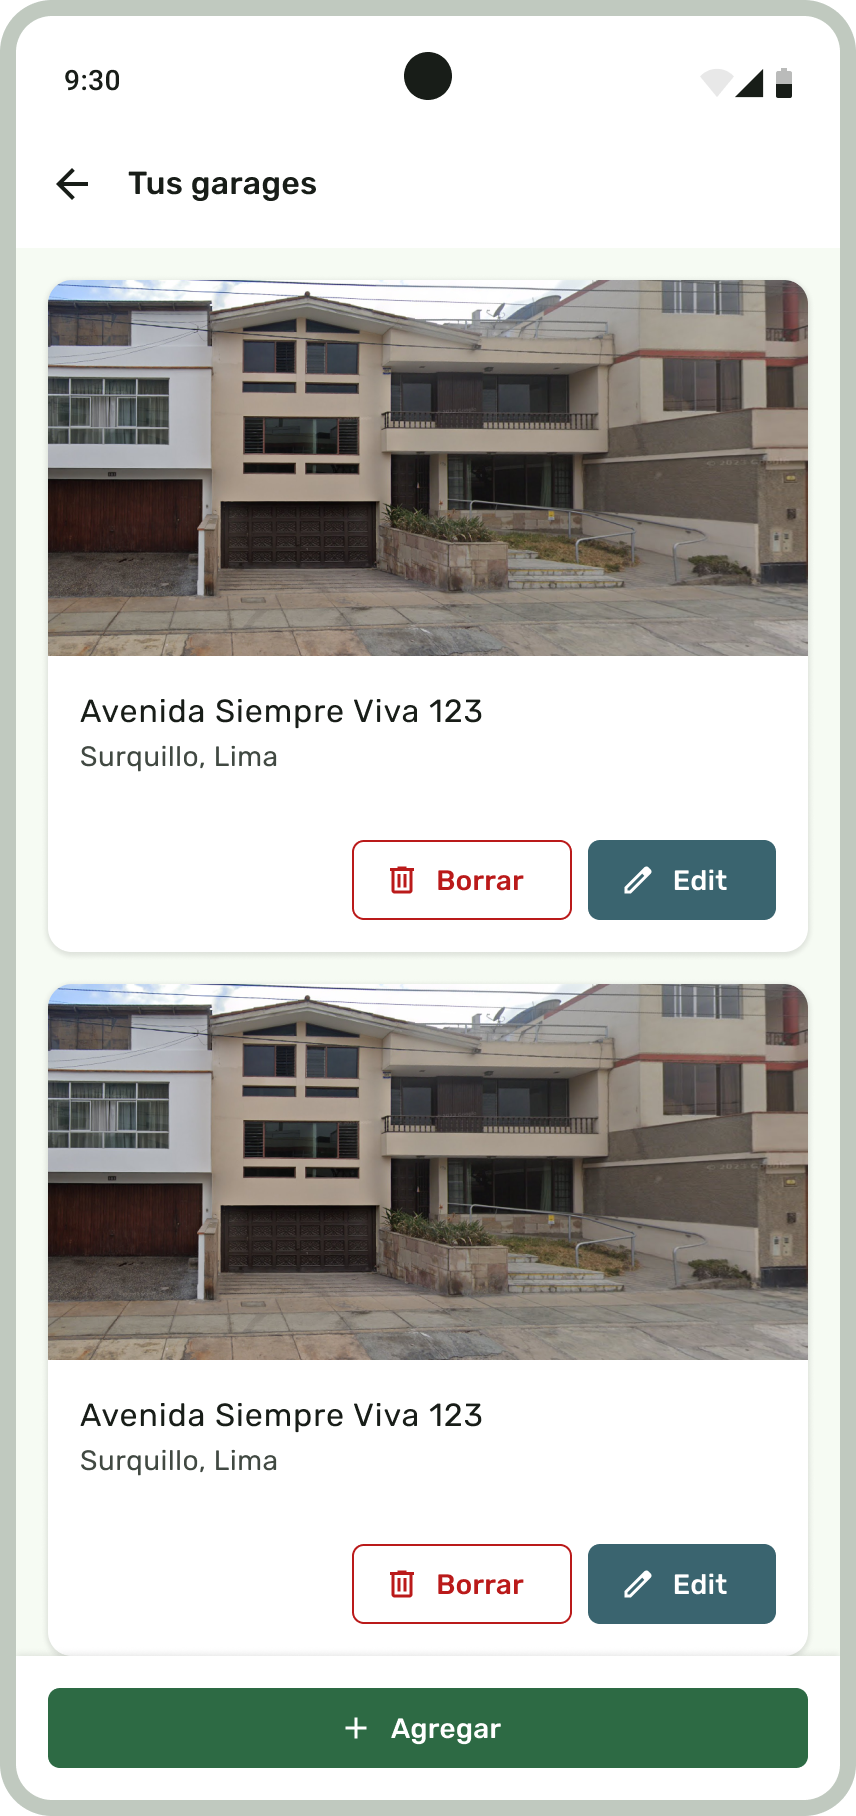 9:30
Tus garages
Avenida Siempre Viva 123
Surquillo, Lima
Borrar
Edit
Avenida Siempre Viva 123
Surquillo, Lima
Borrar
Edit
+ Agregar